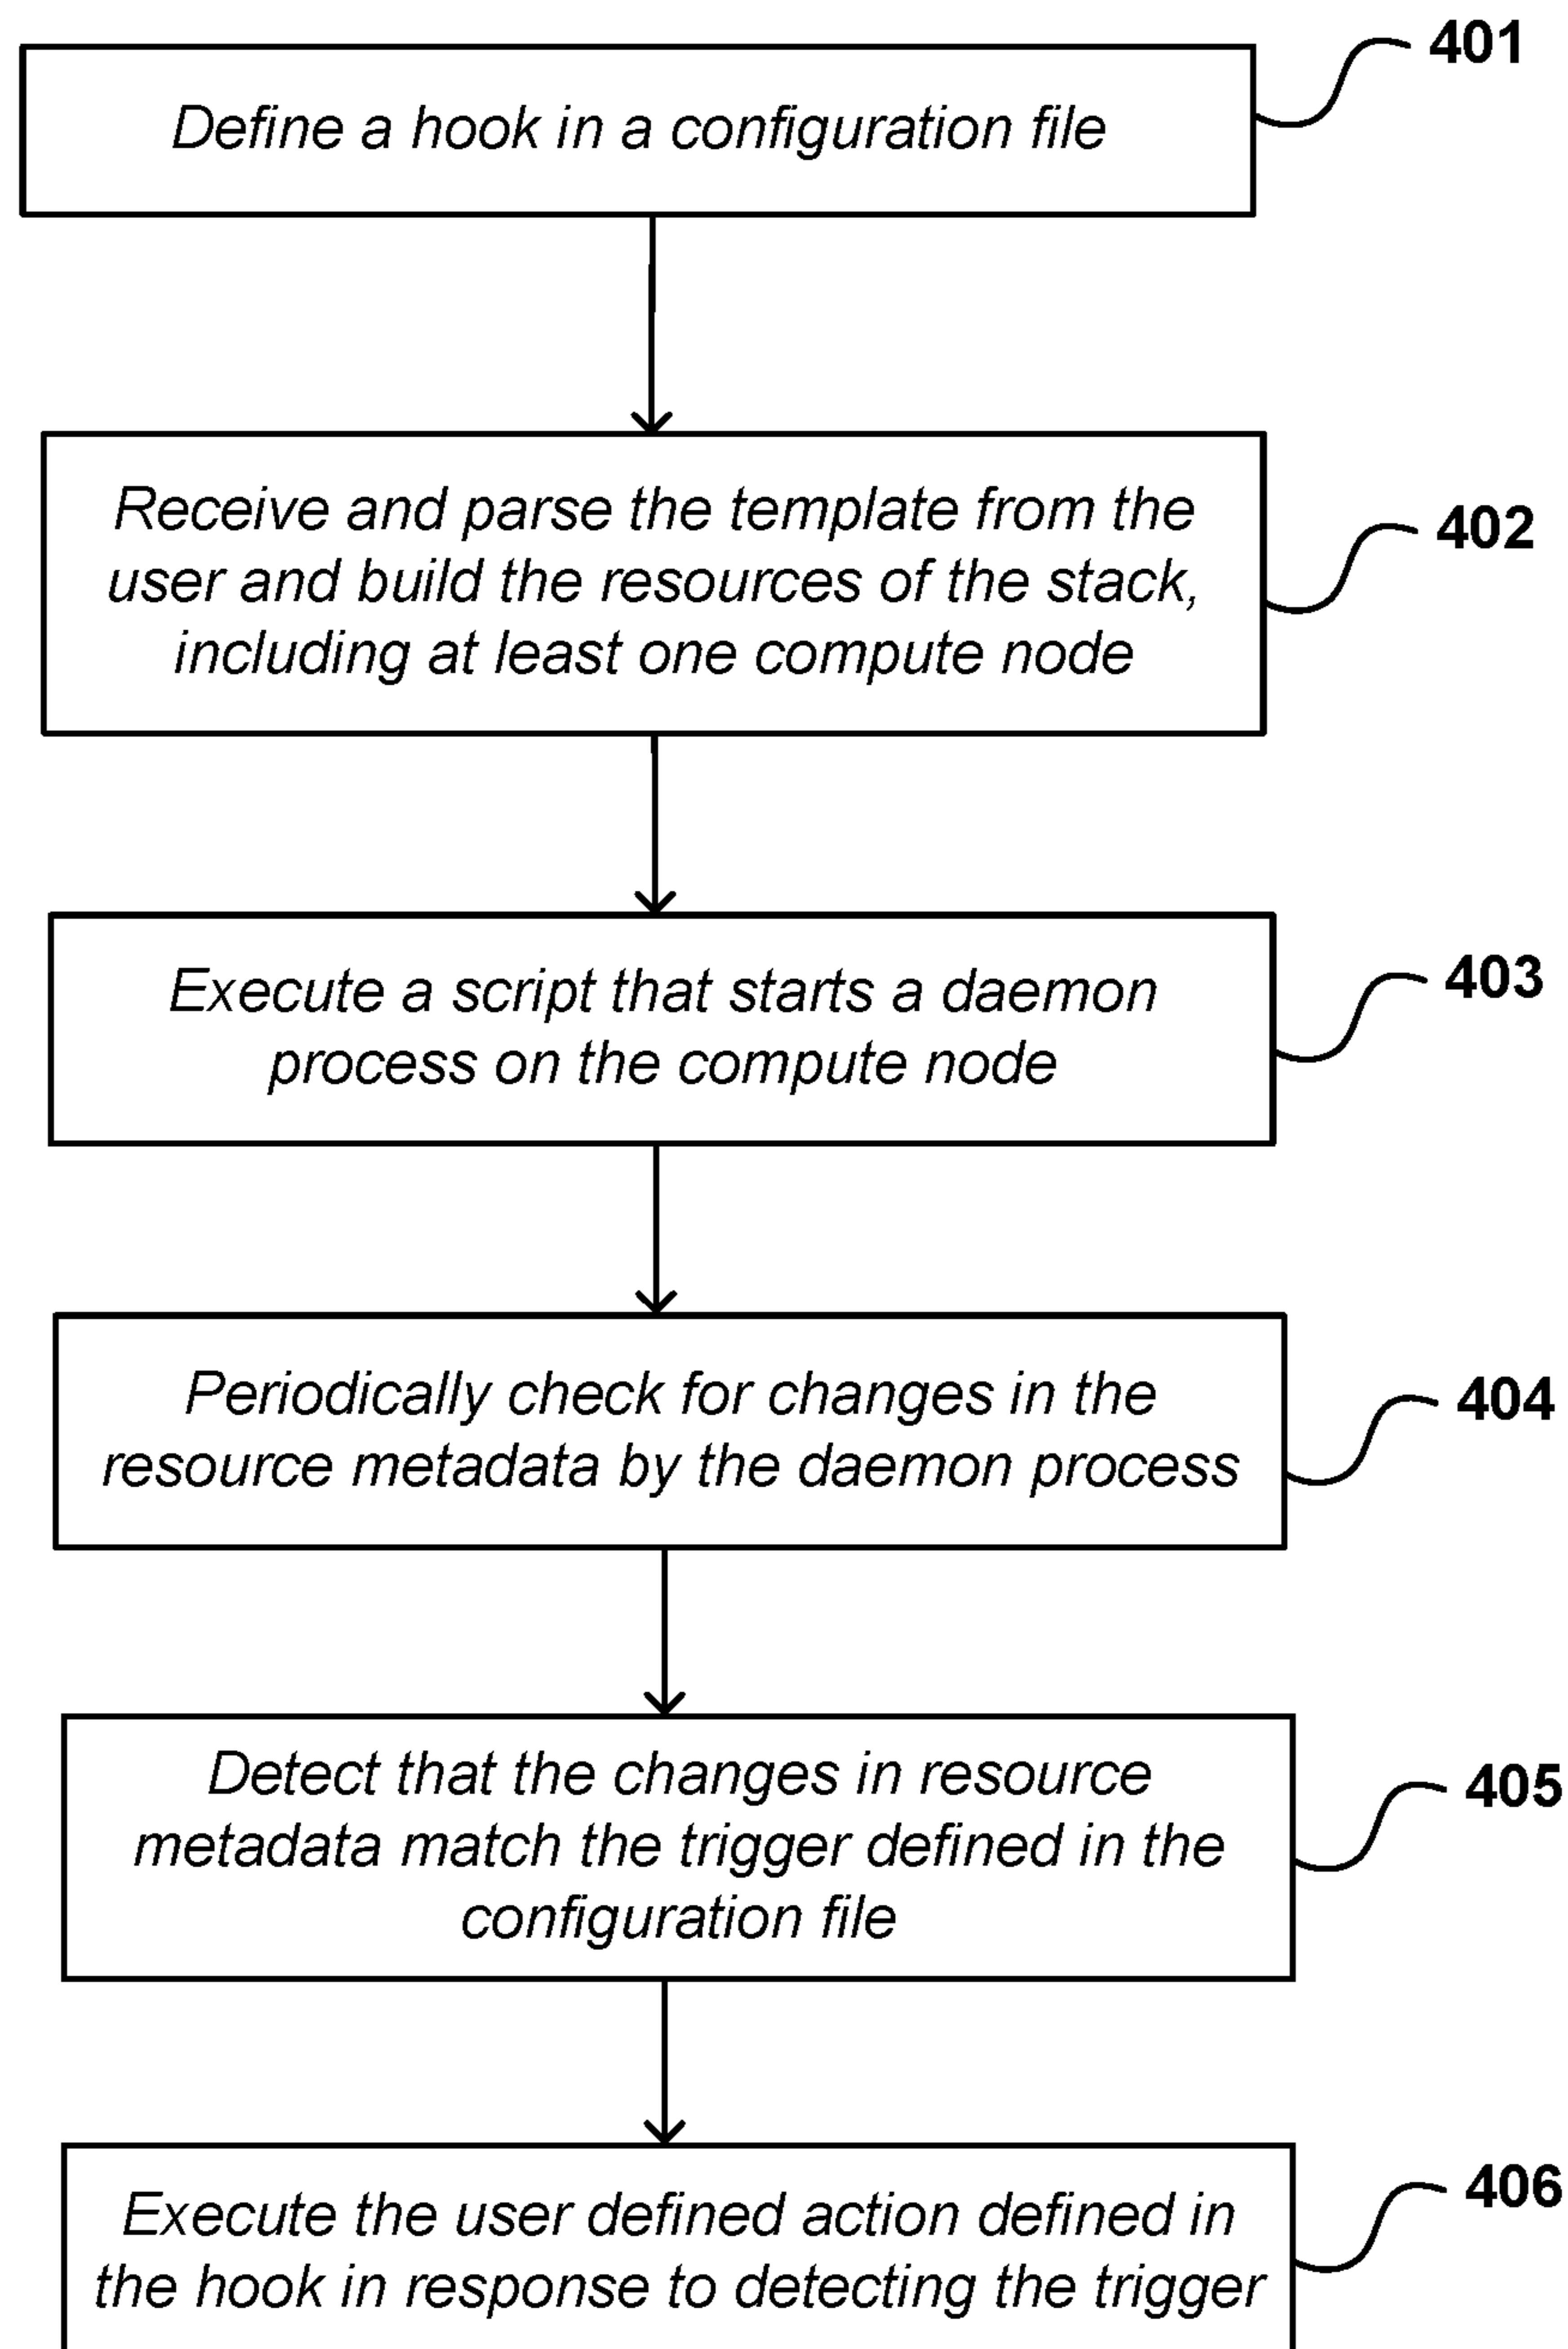 401
Define a hook in a configuration file
Receive and parse the template from the
user and build the resources of the stack,
including at least one compute node
402
Execute a script that starts a daemon
process on the compute node
403
Periodically check for changes in the
resource metadata by the daemon process
404
Detect that the changes in resource
metadata match the trigger defined in the
configuration file
405
Execute the user defined action defined in
the hook in response to detecting the trigger
406